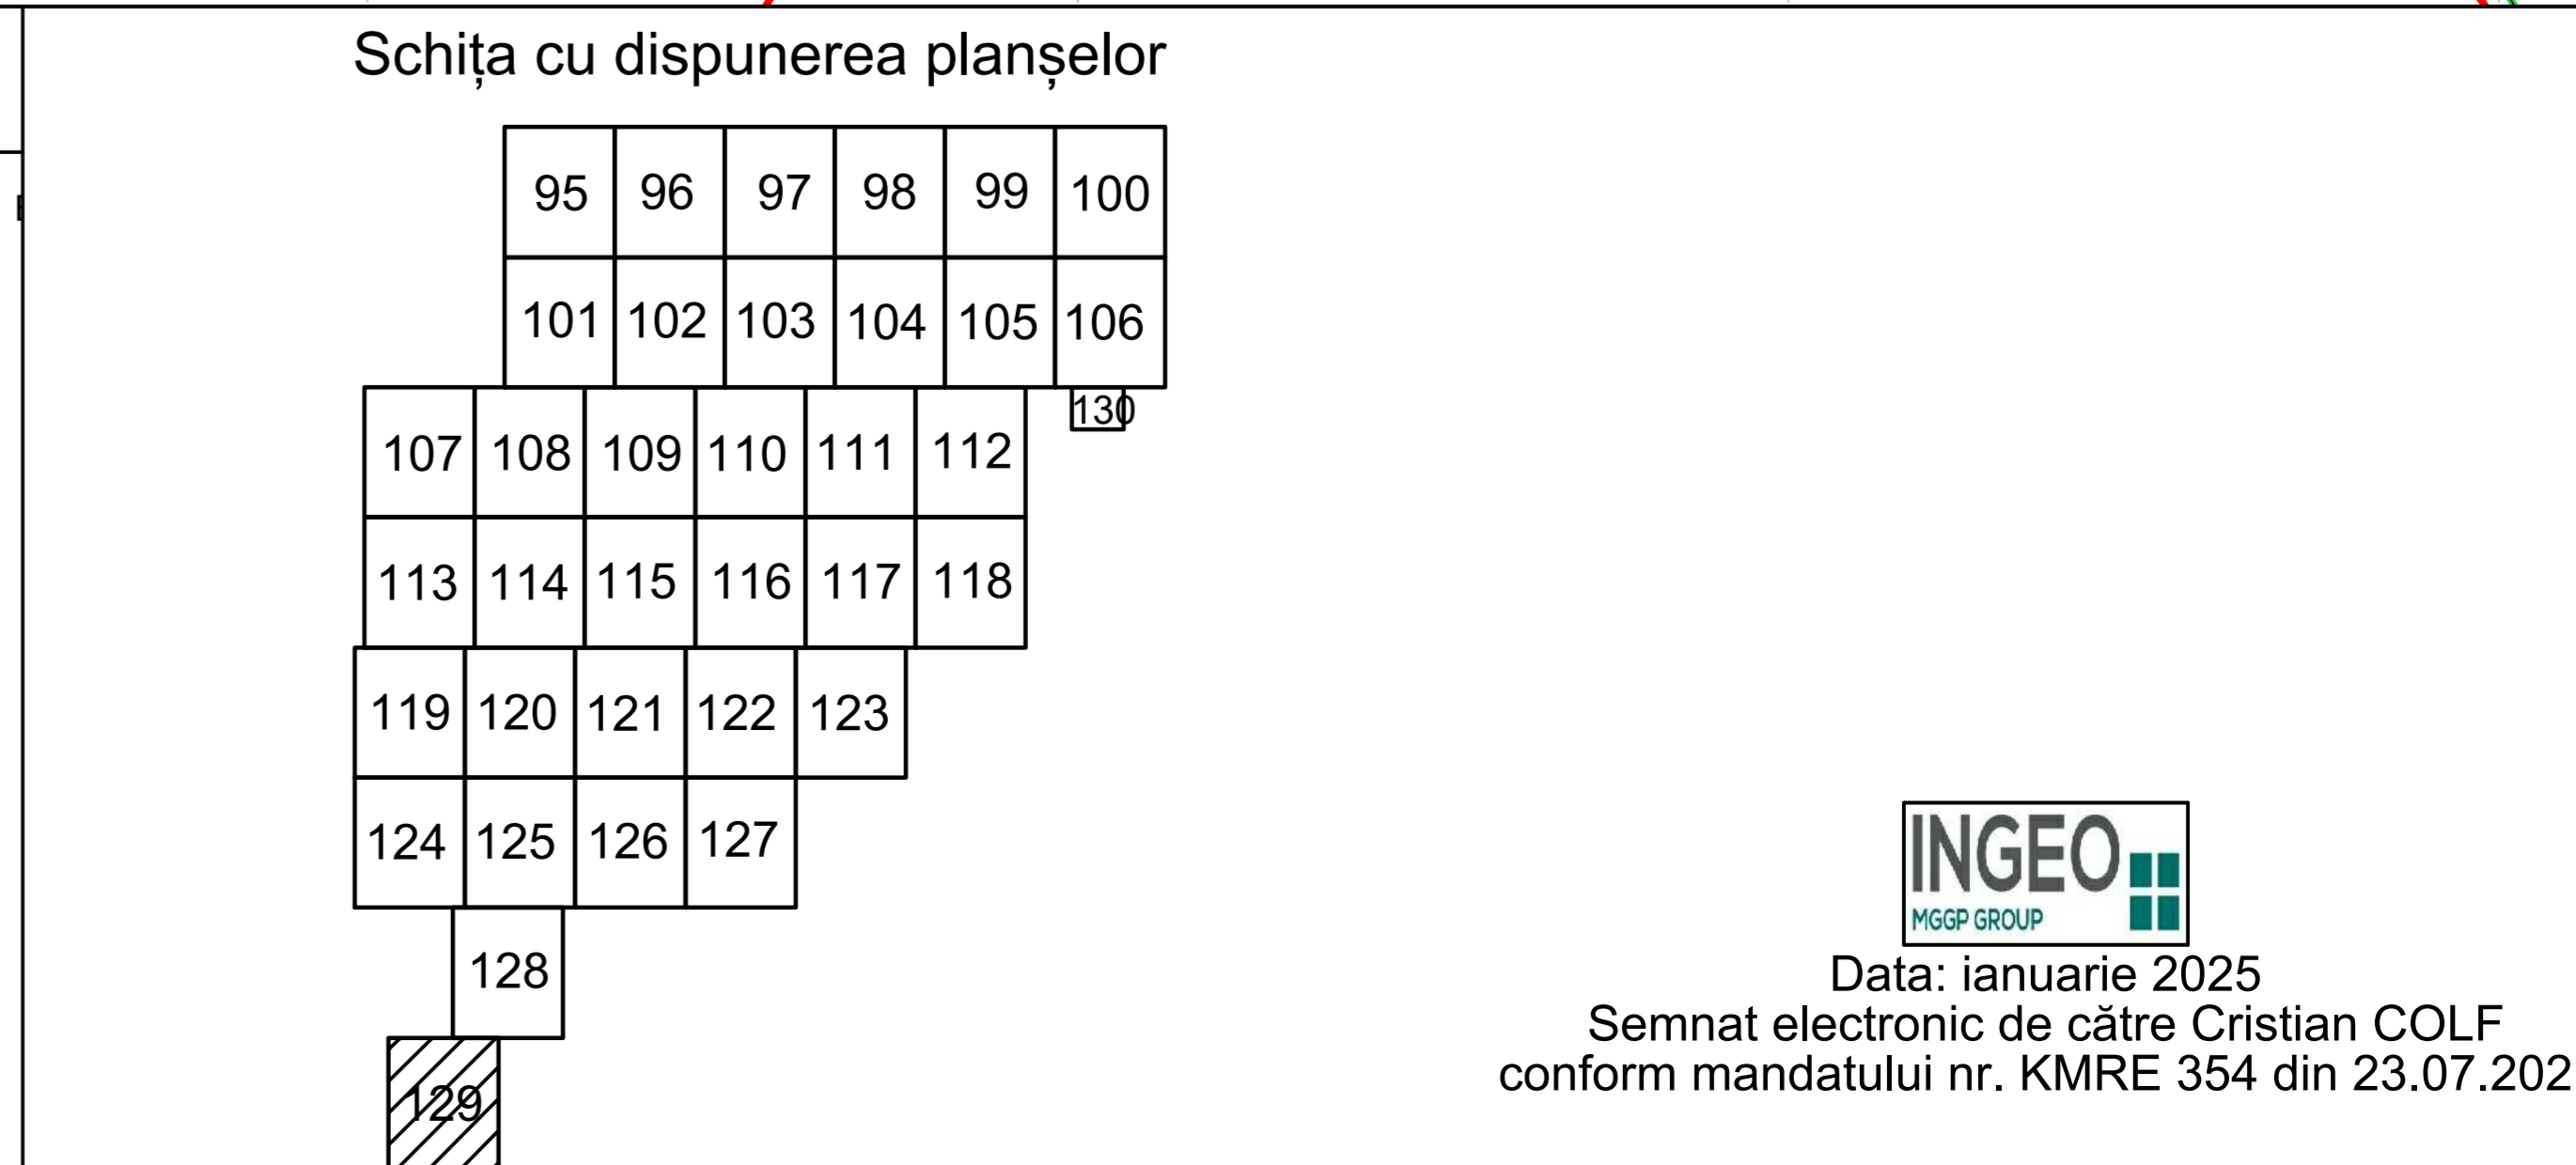 Schița cu dispunerea planșelor
95 96 97 98 99 100
101 102 103 104 105 106
130
107 108 109 110 111 112
113 114 115 116 117 118
119 120 121 122 123
124 125 126 127
128
129
INGEO
MGGP GROUP
Data: ianuarie 2025
Semnat electronic de către Cristian COLF
conform mandatului nr. KMRE 354 din 23.07.202